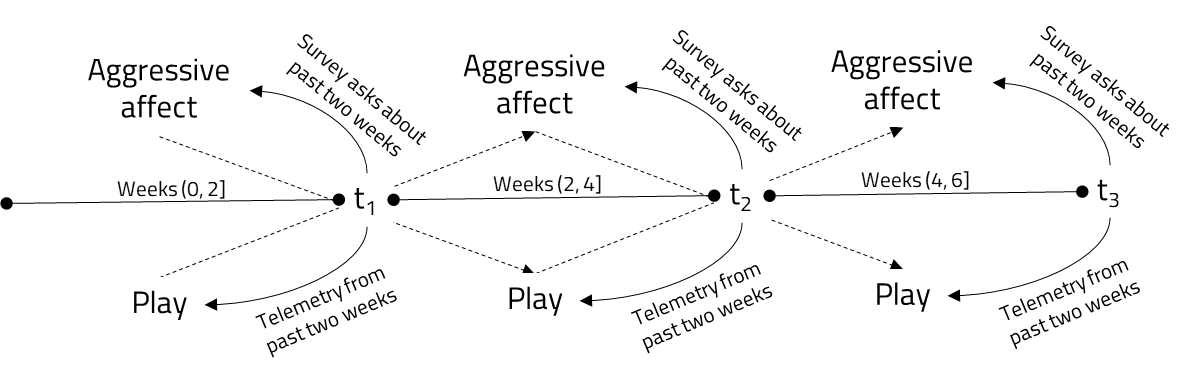 Aggressive
affect
Survey asks about
past two weeks
Aggressive
affect
Survey asks about
past two weeks
Aggressive
affect
Survey asks about
past two weeks
Weeks (0, 2]
t1
Weeks (2, 4]
t2
Weeks (4, 6]
t3
Play
Telemetry from
past two weeks
Play
Telemetry from
past two weeks
Play
Telemetry from
past two weeks